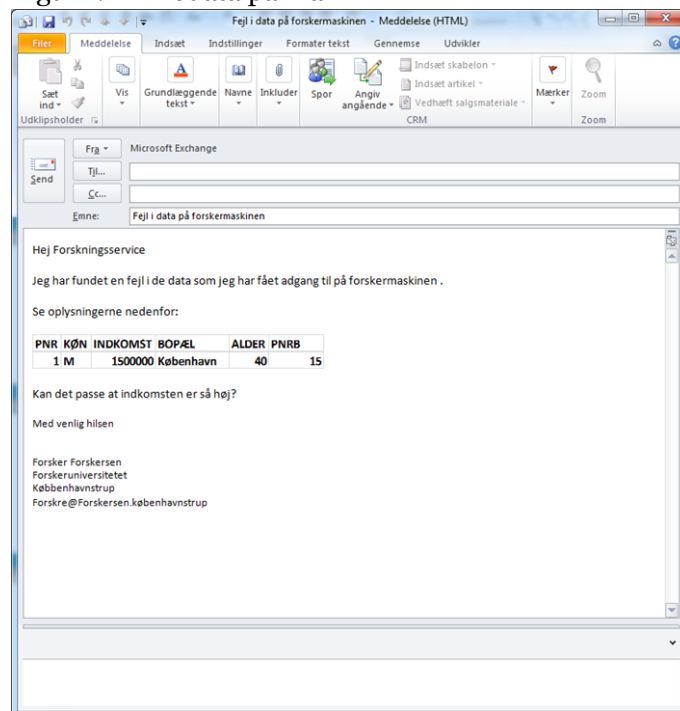 Fejl i data på forskermaskinen - Meddelelse (HTML)
Filer Meddelelse Indsæt Indstillinger Formater tekst Gennemse Udvikler
Sæt ind
Vis
Grundlæggende tekst
Navne
Inkluder
Spor
Angiv angående
Indsæt skabelon
Indsæt artikel
Vedhæft salgsmateriale
Mærker
Zoom
Udklipsholder CRM Zoom
Send
Fra Microsoft Exchange
Til...
Cc...
Emne: Fejl i data på forskermaskinen
Hej Forskningsservice
Jeg har fundet en fejl i de data som jeg har fået adgang til på forskermaskinen .
Se oplysningerne nedenfor:
PNR KØN INDKOMST BOPÆL ALDER PNRB
1 M 1500000 København 40 15
Kan det passe at indkomsten er så høj?
Med venlig hilsen
Forsker Forskersen
Forskeruniversitetet
Købbenhavnstrup
Forskre@Forskersen.københavnstrup